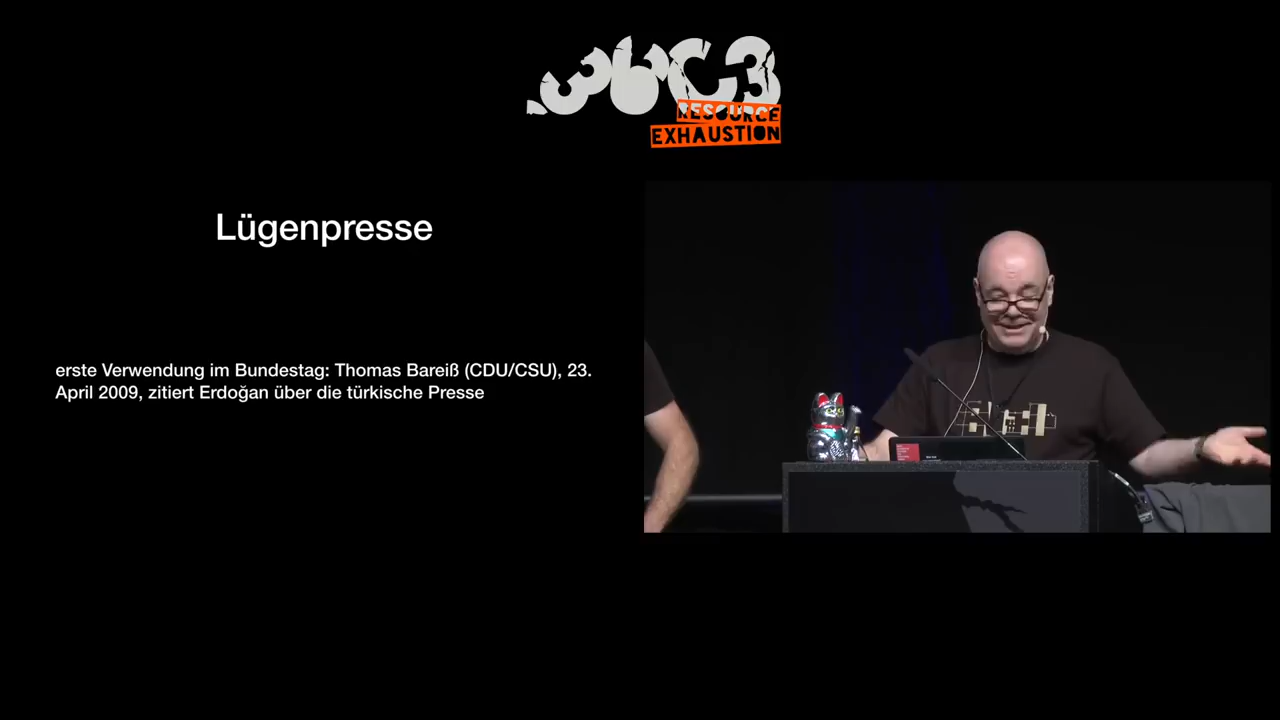 36C3
RESOURCE
EXHAUSTION
Lügenpresse
erste Verwendung im Bundestag: Thomas Bareiß (CDU/CSU), 23.
April 2009, zitiert Erdoğan über die türkische Presse